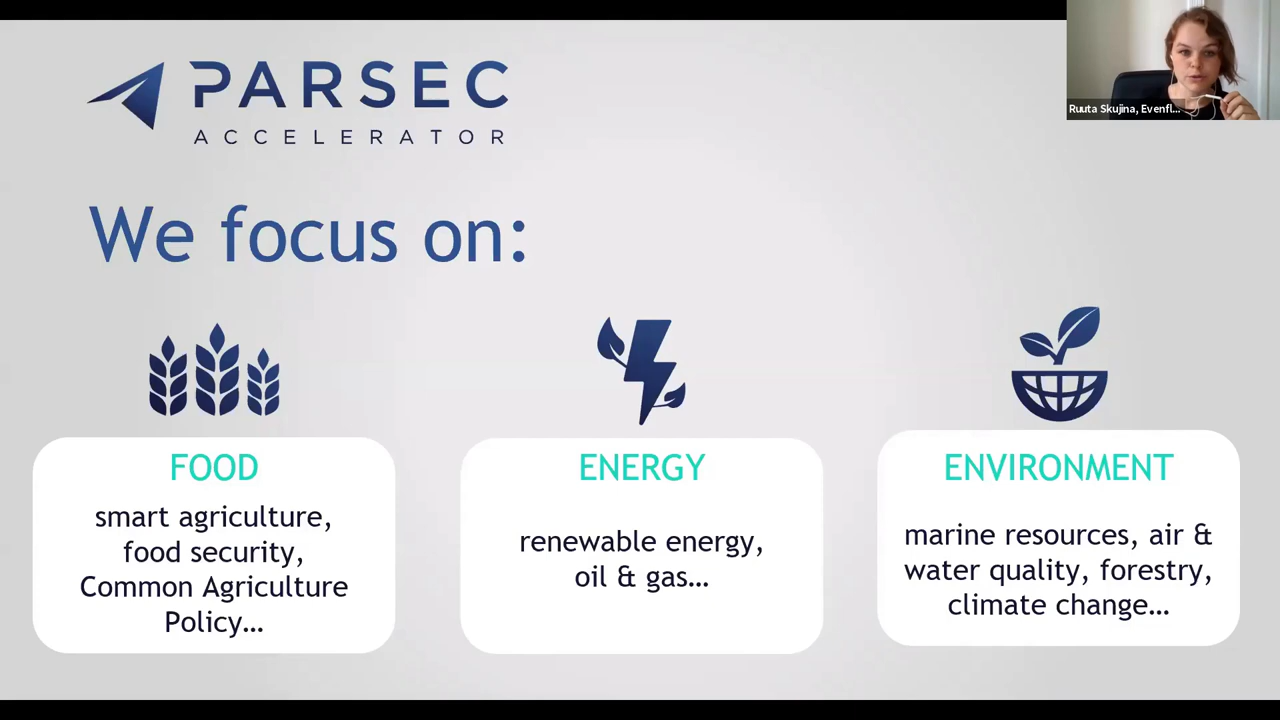 PARSEC
ACCELERATOR
Ruuta Skujina, Evenfl...
We focus on:
FOOD
smart agriculture,
food security,
Common Agriculture
Policy...
ENERGY
renewable energy,
oil & gas...
ENVIRONMENT
marine resources, air &
water quality, forestry,
climate change...